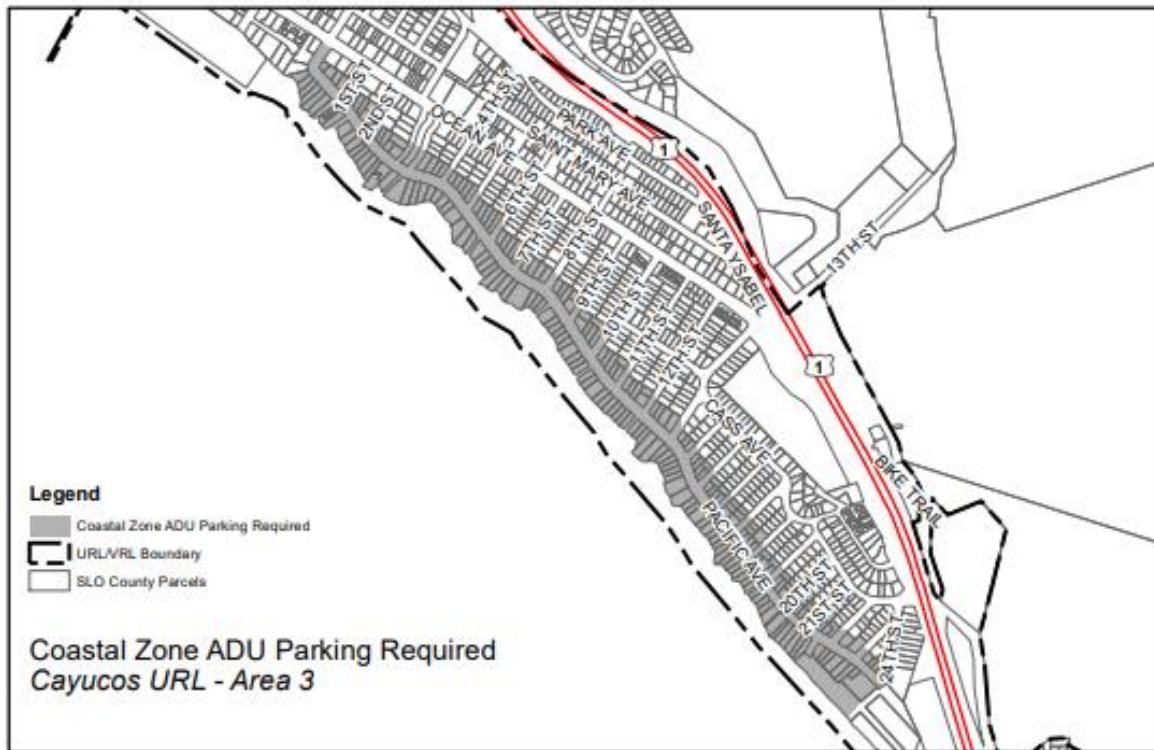 1ST ST
2ND ST
4TH ST
OCEAN AVE
PARK AVE
SAINT MARY AVE
1
6TH ST
7TH ST
8TH ST
9TH ST
10TH ST
11TH ST
12TH ST
SANTA YSABEL
13TH ST
1
CASS AVE
BIKE TRAIL
PACIFIC AVE
20TH ST
21ST ST
24TH ST
Legend
Coastal Zone ADU Parking Required
URL/VRL Boundary
SLO County Parcels
Coastal Zone ADU Parking Required
Cayucos URL - Area 3